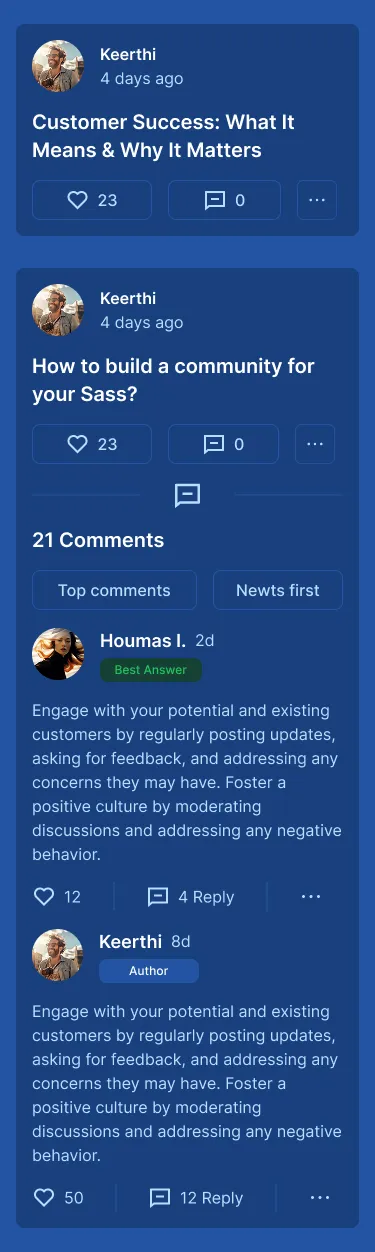 Keerthi
4 days ago
Customer Success: What It
Means & Why It Matters
23
0
Keerthi
4 days ago
How to build a community for
your Sass?
23
0
21 Comments
Top comments
Newts first
Houmas I. 2d
Best Answer
Engage with your potential and existing
customers by regularly posting updates,
asking for feedback, and addressing any
concerns they may have. Foster a
positive culture by moderating
discussions and addressing any negative
behavior.
12
4 Reply
Keerthi 8d
Author
Engage with your potential and existing
customers by regularly posting updates,
asking for feedback, and addressing any
concerns they may have. Foster a
positive culture by moderating
discussions and addressing any negative
behavior.
50
12 Reply